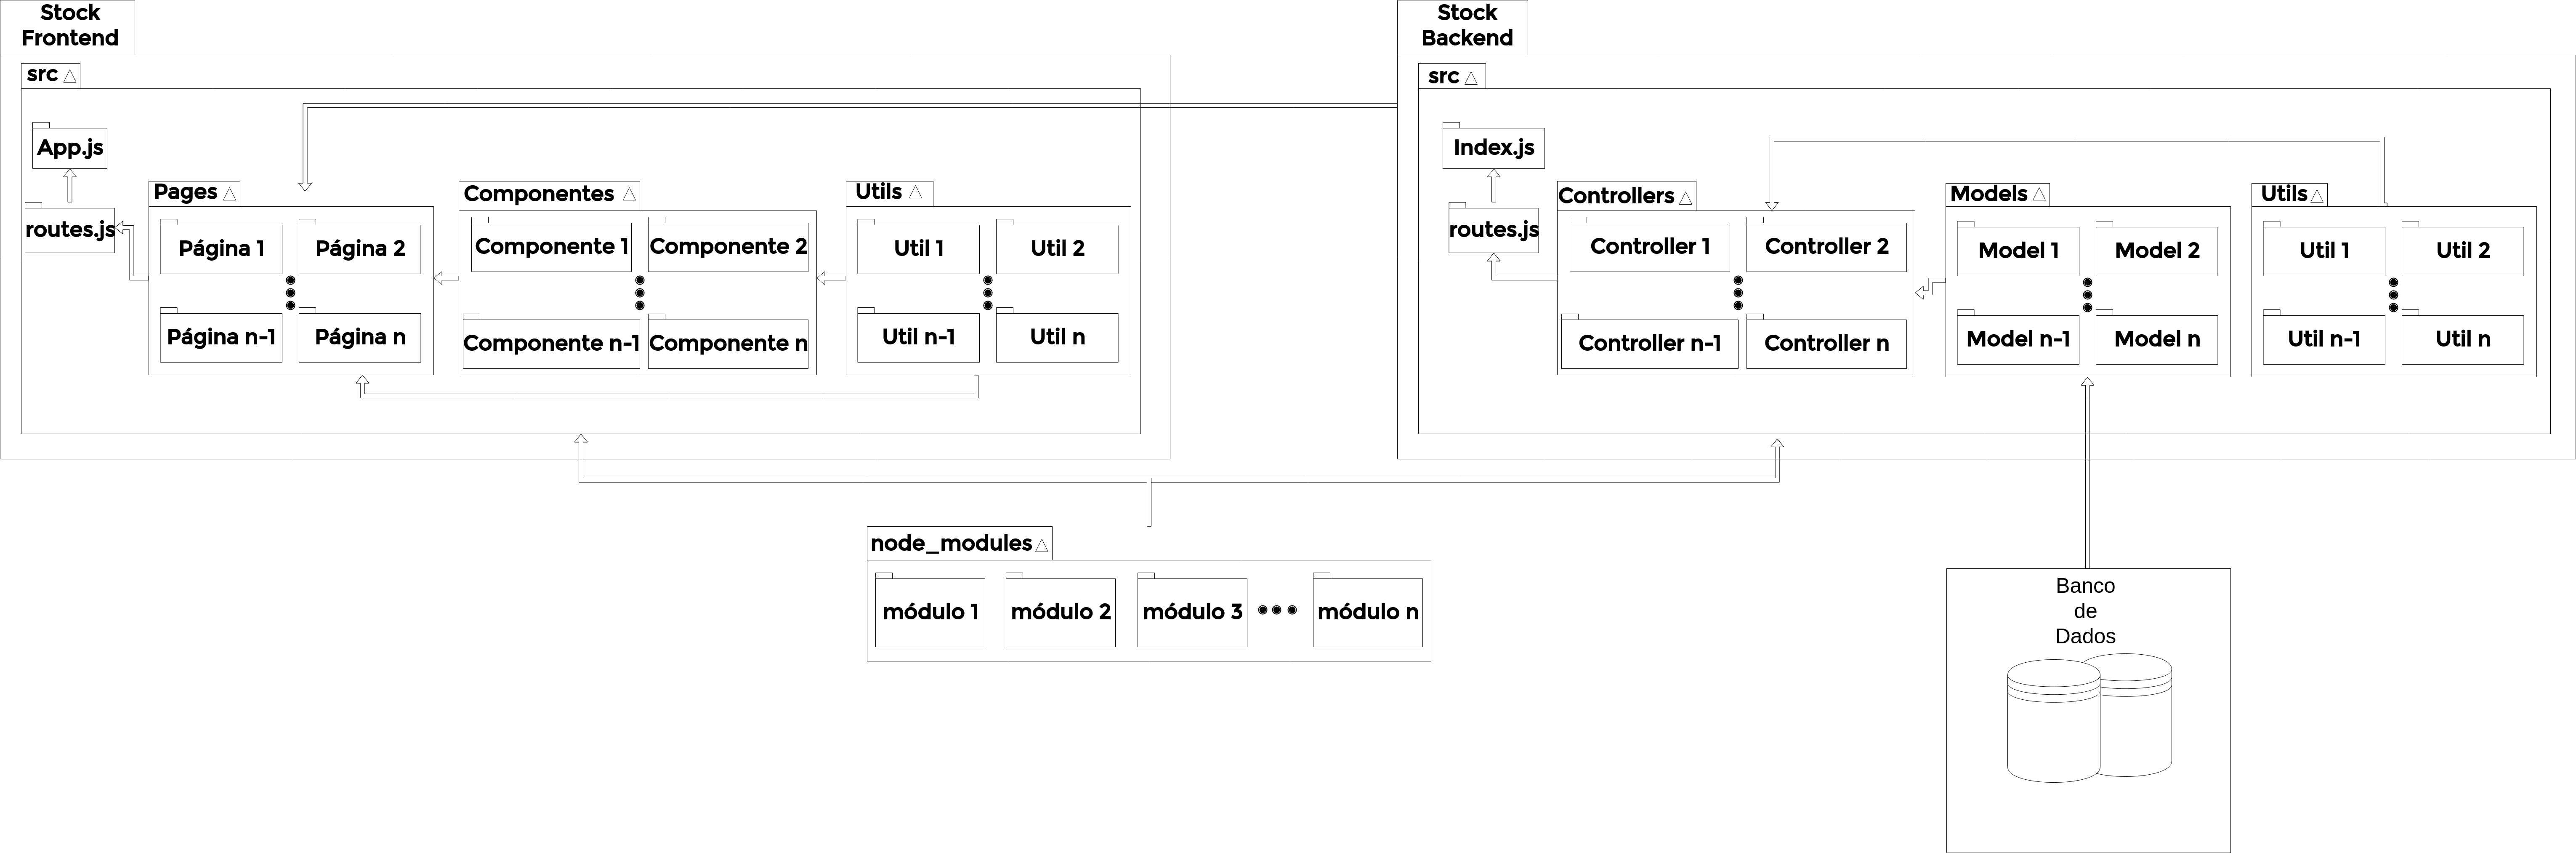 Stock
Frontend
src
App.js
routes.js
Pages
Página 1
Página 2
Página n-1
Página n
Componentes
Componente 1
Componente 2
Componente n-1
Componente n
Utils
Util 1
Util 2
Util n-1
Util n
Stock
Backend
src
Index.js
routes.js
Controllers
Controller 1
Controller 2
Controller n-1
Controller n
Models
Model 1
Model 2
Model n-1
Model n
Utils
Util 1
Util 2
Util n-1
Util n
node_modules
módulo 1
módulo 2
módulo 3
módulo n
Banco
de
Dados